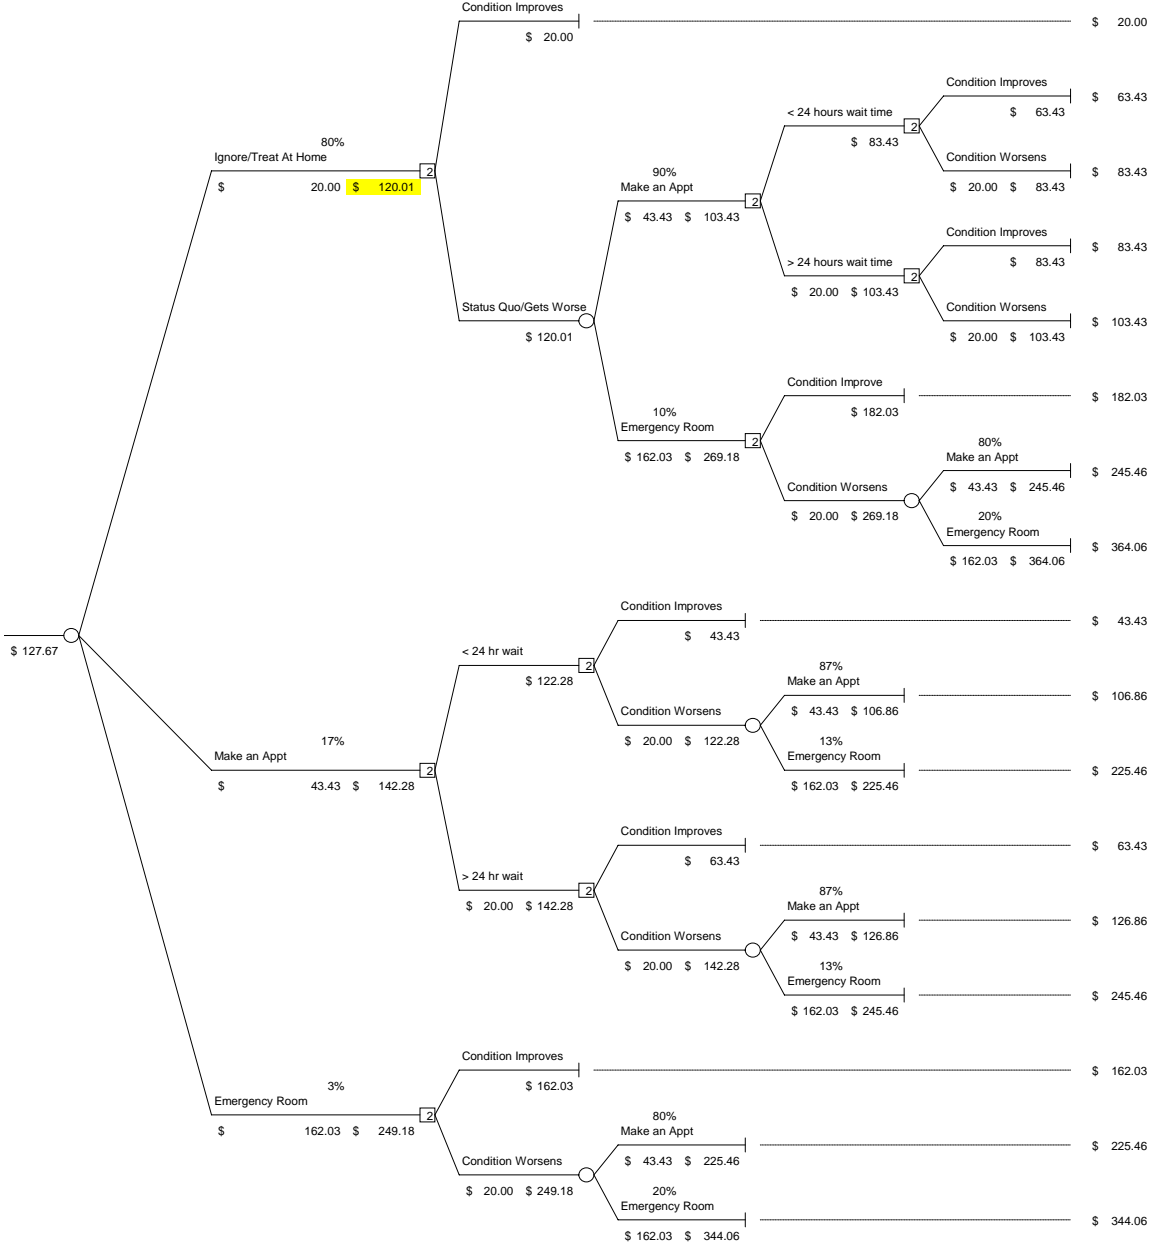 Condition Improves
$ 20.00
$ 20.00
Condition Improves
$ 63.43
$ 63.43
< 24 hours wait time
2
$ 83.43
80%
Ignore/Treat At Home
Condition Worsens
2
$ 20.00 $ 83.43
$ 83.43
$ 20.00 $ 120.01
90%
Make an Appt
2
$ 43.43 $ 103.43
Condition Improves
$ 83.43
$ 83.43
> 24 hours wait time
2
$ 20.00 $ 103.43
Status Quo/Gets Worse
$ 120.01
Condition Worsens
$ 20.00 $ 103.43
$ 103.43
Condition Improve
$ 182.03
$ 182.03
10%
Emergency Room
2
$ 162.03 $ 269.18
80%
Make an Appt
$ 43.43 $ 245.46
$ 245.46
Condition Worsens
$ 20.00 $ 269.18
20%
Emergency Room
$ 162.03 $ 364.06
$ 364.06
Condition Improves
$ 43.43
$ 43.43
$ 127.67
< 24 hr wait
2
$ 122.28
87%
Make an Appt
$ 43.43 $ 106.86
$ 106.86
Condition Worsens
$ 20.00 $ 122.28
17%
Make an Appt
2
$ 43.43 $ 142.28
13%
Emergency Room
$ 162.03 $ 225.46
$ 225.46
Condition Improves
$ 63.43
$ 63.43
> 24 hr wait
2
$ 20.00 $ 142.28
87%
Make an Appt
$ 43.43 $ 126.86
$ 126.86
Condition Worsens
$ 20.00 $ 142.28
13%
Emergency Room
$ 162.03 $ 245.46
$ 245.46
Condition Improves
$ 162.03
$ 162.03
3%
Emergency Room
2
$ 162.03 $ 249.18
80%
Make an Appt
$ 43.43 $ 225.46
$ 225.46
Condition Worsens
$ 20.00 $ 249.18
20%
Emergency Room
$ 162.03 $ 344.06
$ 344.06